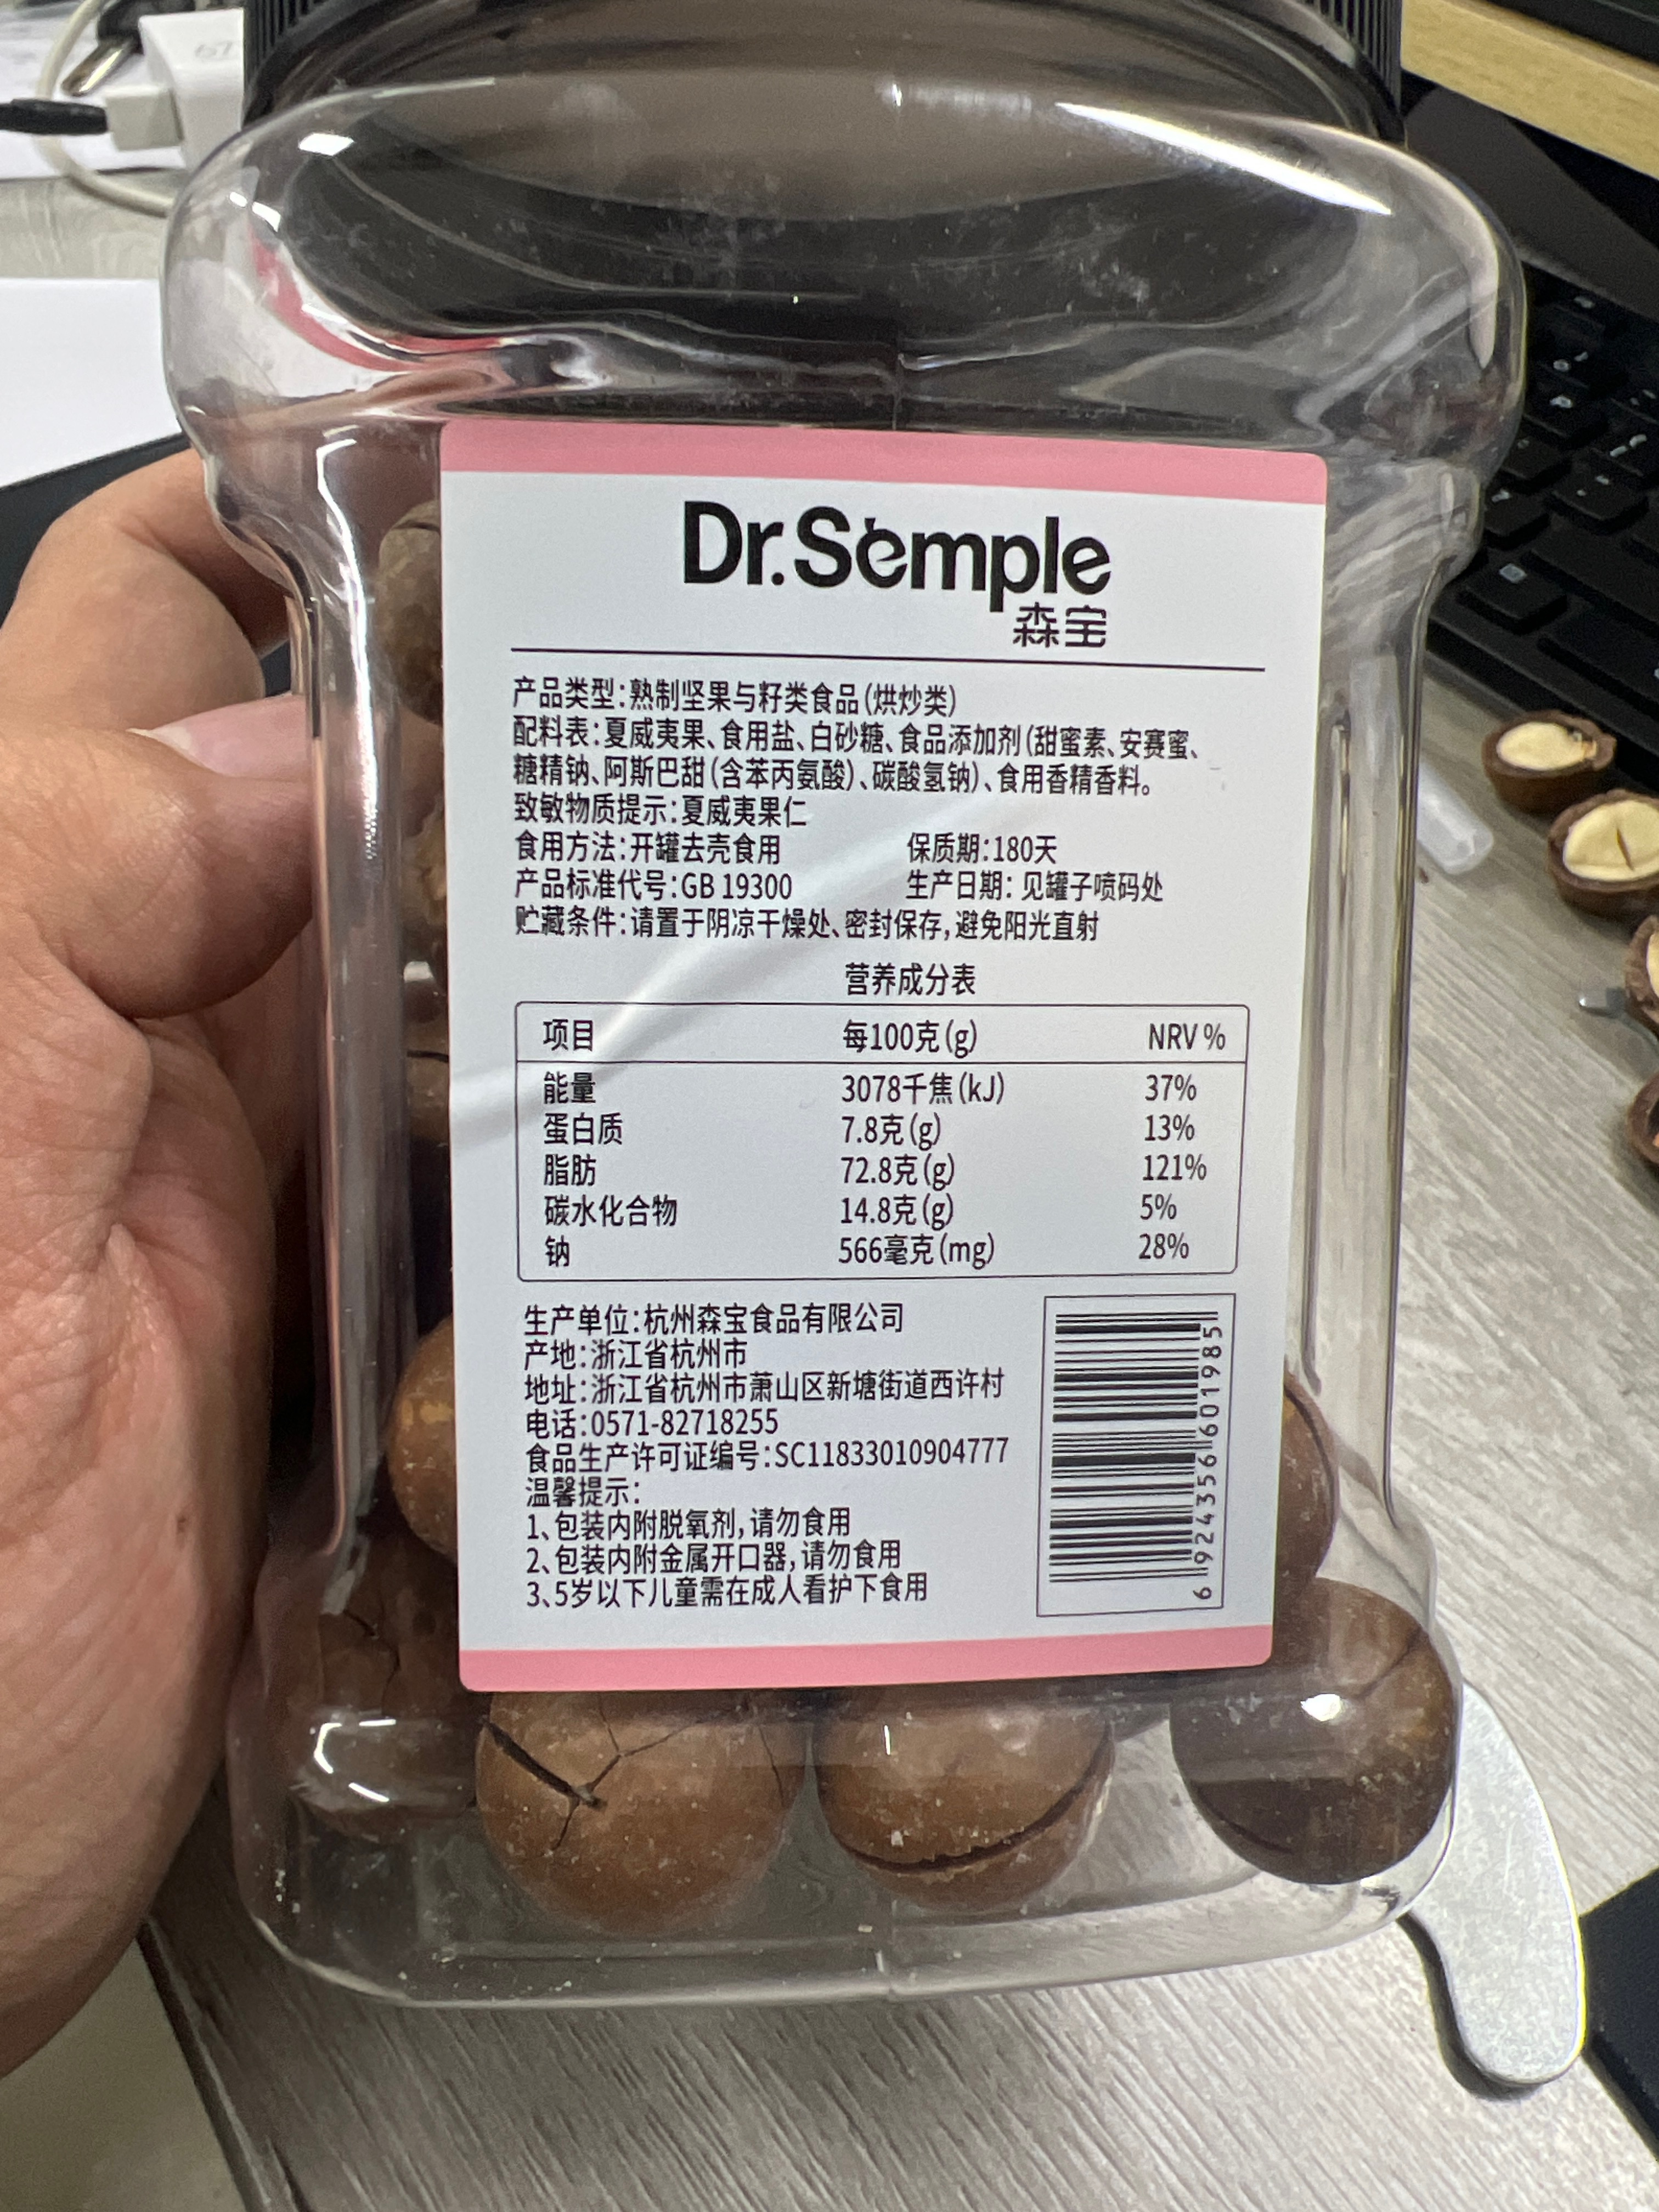 Dr.Semple
森宝
产品类型:熟制坚果与籽类食品(烘炒类)
配料表:夏威夷果、食用盐、白砂糖、食品添加剂(甜蜜素、安赛蜜、
糖精钠、阿斯巴甜(含苯丙氨酸)、碳酸氢钠)、食用香精香料。
致敏物质提示:夏威夷果仁
食用方法:开罐去壳食用 保质期:180天
产品标准代号:GB 19300 生产日期: 见罐子喷码处
贮藏条件:请置于阴凉干燥处、密封保存,避免阳光直射
营养成分表
项目 每100克(g) NRV %
能量 3078千焦(kJ) 37%
蛋白质 7.8克(g) 13%
脂肪 72.8克(g) 121%
碳水化合物 14.8克(g) 5%
钠 566毫克(mg) 28%
生产单位:杭州森宝食品有限公司
产地:浙江省杭州市
地址:浙江省杭州市萧山区新塘街道西许村
电话:0571-82718255
食品生产许可证编号:SC11833010904777
温馨提示:
1、包装内附脱氧剂,请勿食用
2、包装内附金属开口器,请勿食用
3、5岁以下儿童需在成人看护下食用
6 924356 601985